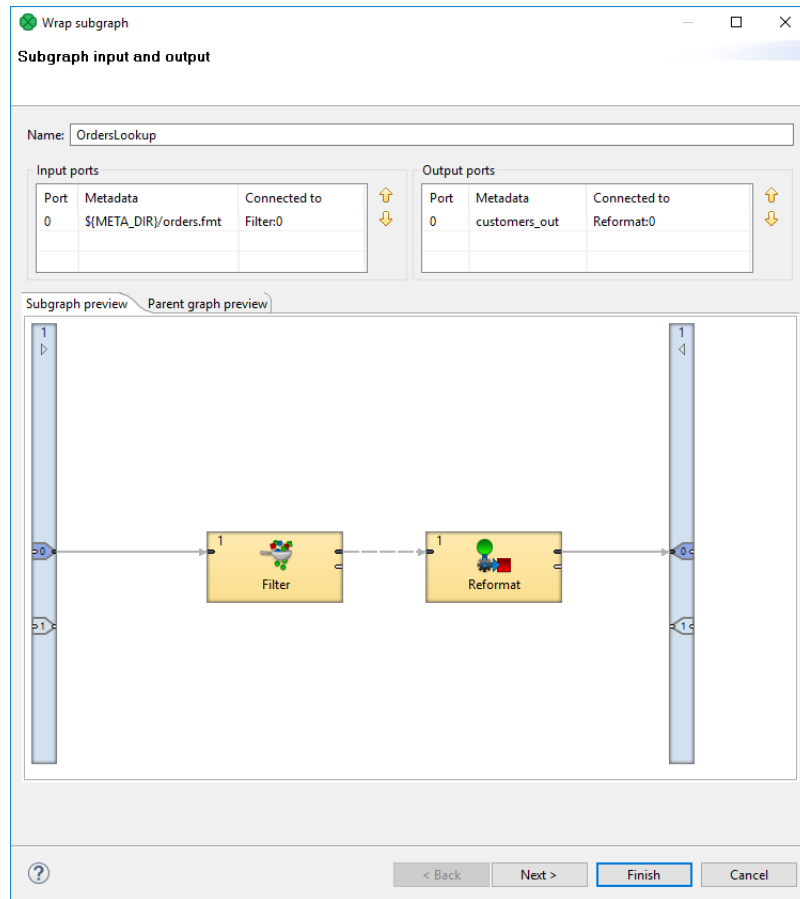 Wrap subgraph
Subgraph input and output
Name: OrdersLookup
Input ports
Port Metadata Connected to
0 ${META_DIR}/orders.fmt Filter:0
Output ports
Port Metadata Connected to
0 customers_out Reformat:0
Subgraph preview Parent graph preview
1 1
1 1
Filter Reformat
0 0
1 1
? < Back Next > Finish Cancel